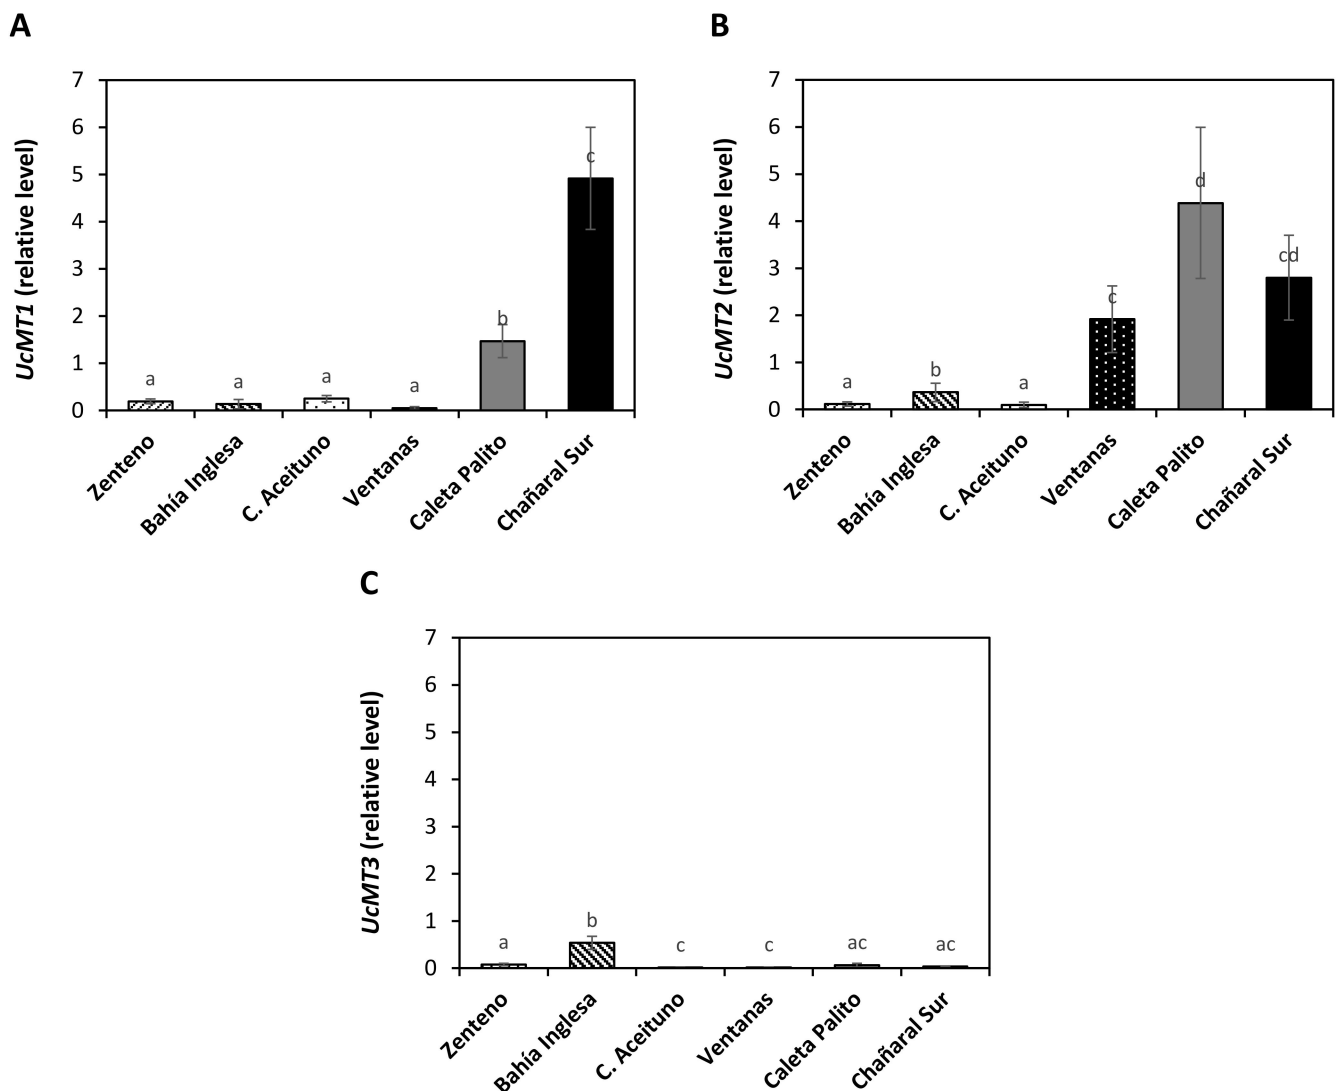 A
UcMT1 (relative level)
7
6
5
4
3
2
1
0
a
a
a
a
b
c
Zenteno
Bahía Inglesa
C. Aceituno
Ventanas
Caleta Palito
Chañaral Sur
B
UcMT2 (relative level)
7
6
5
4
3
2
1
0
a
b
a
c
d
cd
Zenteno
Bahía Inglesa
C. Aceituno
Ventanas
Caleta Palito
Chañaral Sur
C
UcMT3 (relative level)
7
6
5
4
3
2
1
0
a
b
c
c
ac
ac
Zenteno
Bahía Inglesa
C. Aceituno
Ventanas
Caleta Palito
Chañaral Sur